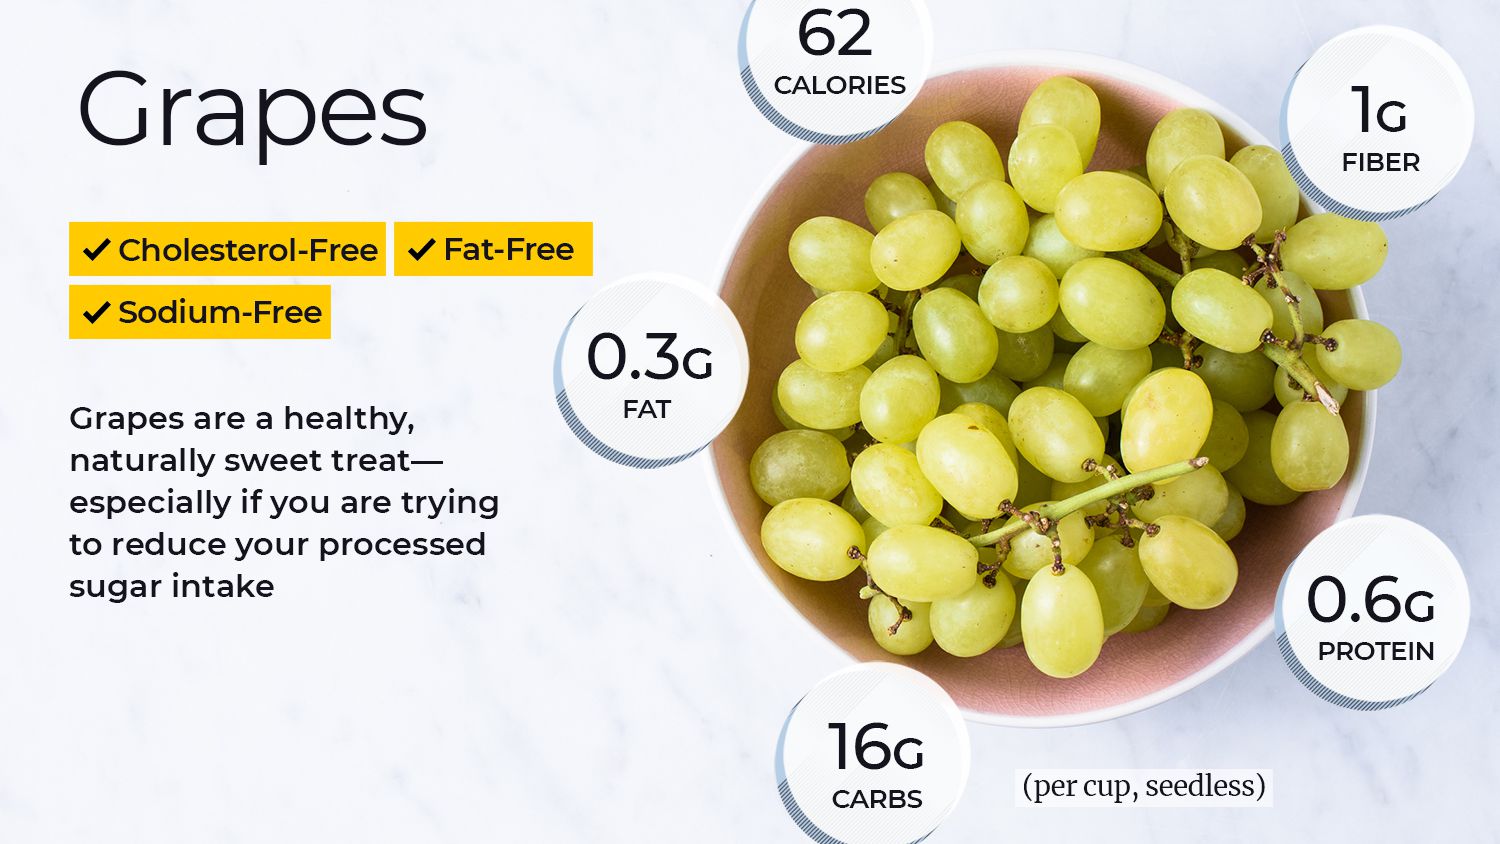 Grapes
✓ Cholesterol-Free
✓ Fat-Free
✓ Sodium-Free
Grapes are a healthy,
naturally sweet treat—
especially if you are trying
to reduce your processed
sugar intake
62
CALORIES
1G
FIBER
0.3G
FAT
0.6G
PROTEIN
16G
CARBS
(per cup, seedless)